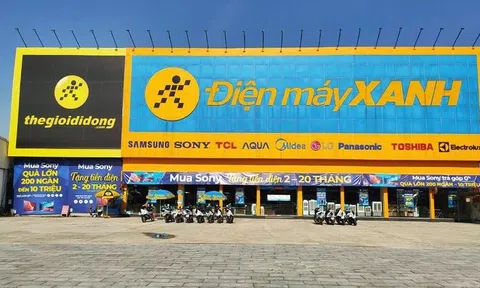 thegioididong
.com
Điện máy XANH
SAMSUNG SONY TCL AQUA Midea LG Panasonic TOSHIBA Electrolux
Mua Sony
QUÀ LỚN
200 NGÀN
ĐẾN 10 TRIỆU
Mua Sony
Tặng tiền điện
2 - 20 THÁNG
Mua Sony Tặng tiền điện 2 - 20 THÁNG
Mua Sony trả góp 0%
QUÀ LỚN 200 NGÀN - 10 TRIỆU